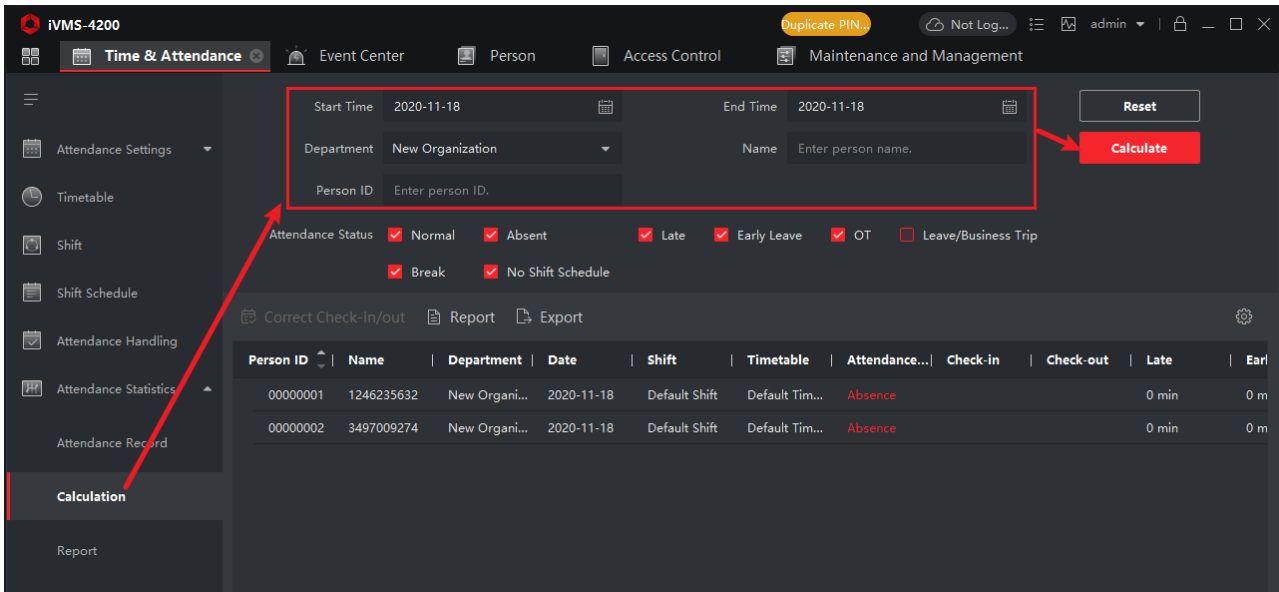 iVMS-4200 Duplicate PIN... Not Log... admin
Time & Attendance Event Center Person Access Control Maintenance and Management
Start Time 2020-11-18 End Time 2020-11-18 Reset
Attendance Settings Department New Organization Name Enter person name. Calculate
Timetable Person ID Enter person ID.
Shift Attendance Status Normal Absent Late Early Leave OT Leave/Business Trip
Break No Shift Schedule
Shift Schedule
Correct Check-in/out Report Export
Attendance Handling
Person ID Name Department Date Shift Timetable Attendance... Check-in Check-out Late Earl
Attendance Statistics 00000001 1246235632 New Organi... 2020-11-18 Default Shift Default Tim... Absence 0 min 0 m
00000002 3497009274 New Organi... 2020-11-18 Default Shift Default Tim... Absence 0 min 0 m
Attendance Record
Calculation
Report